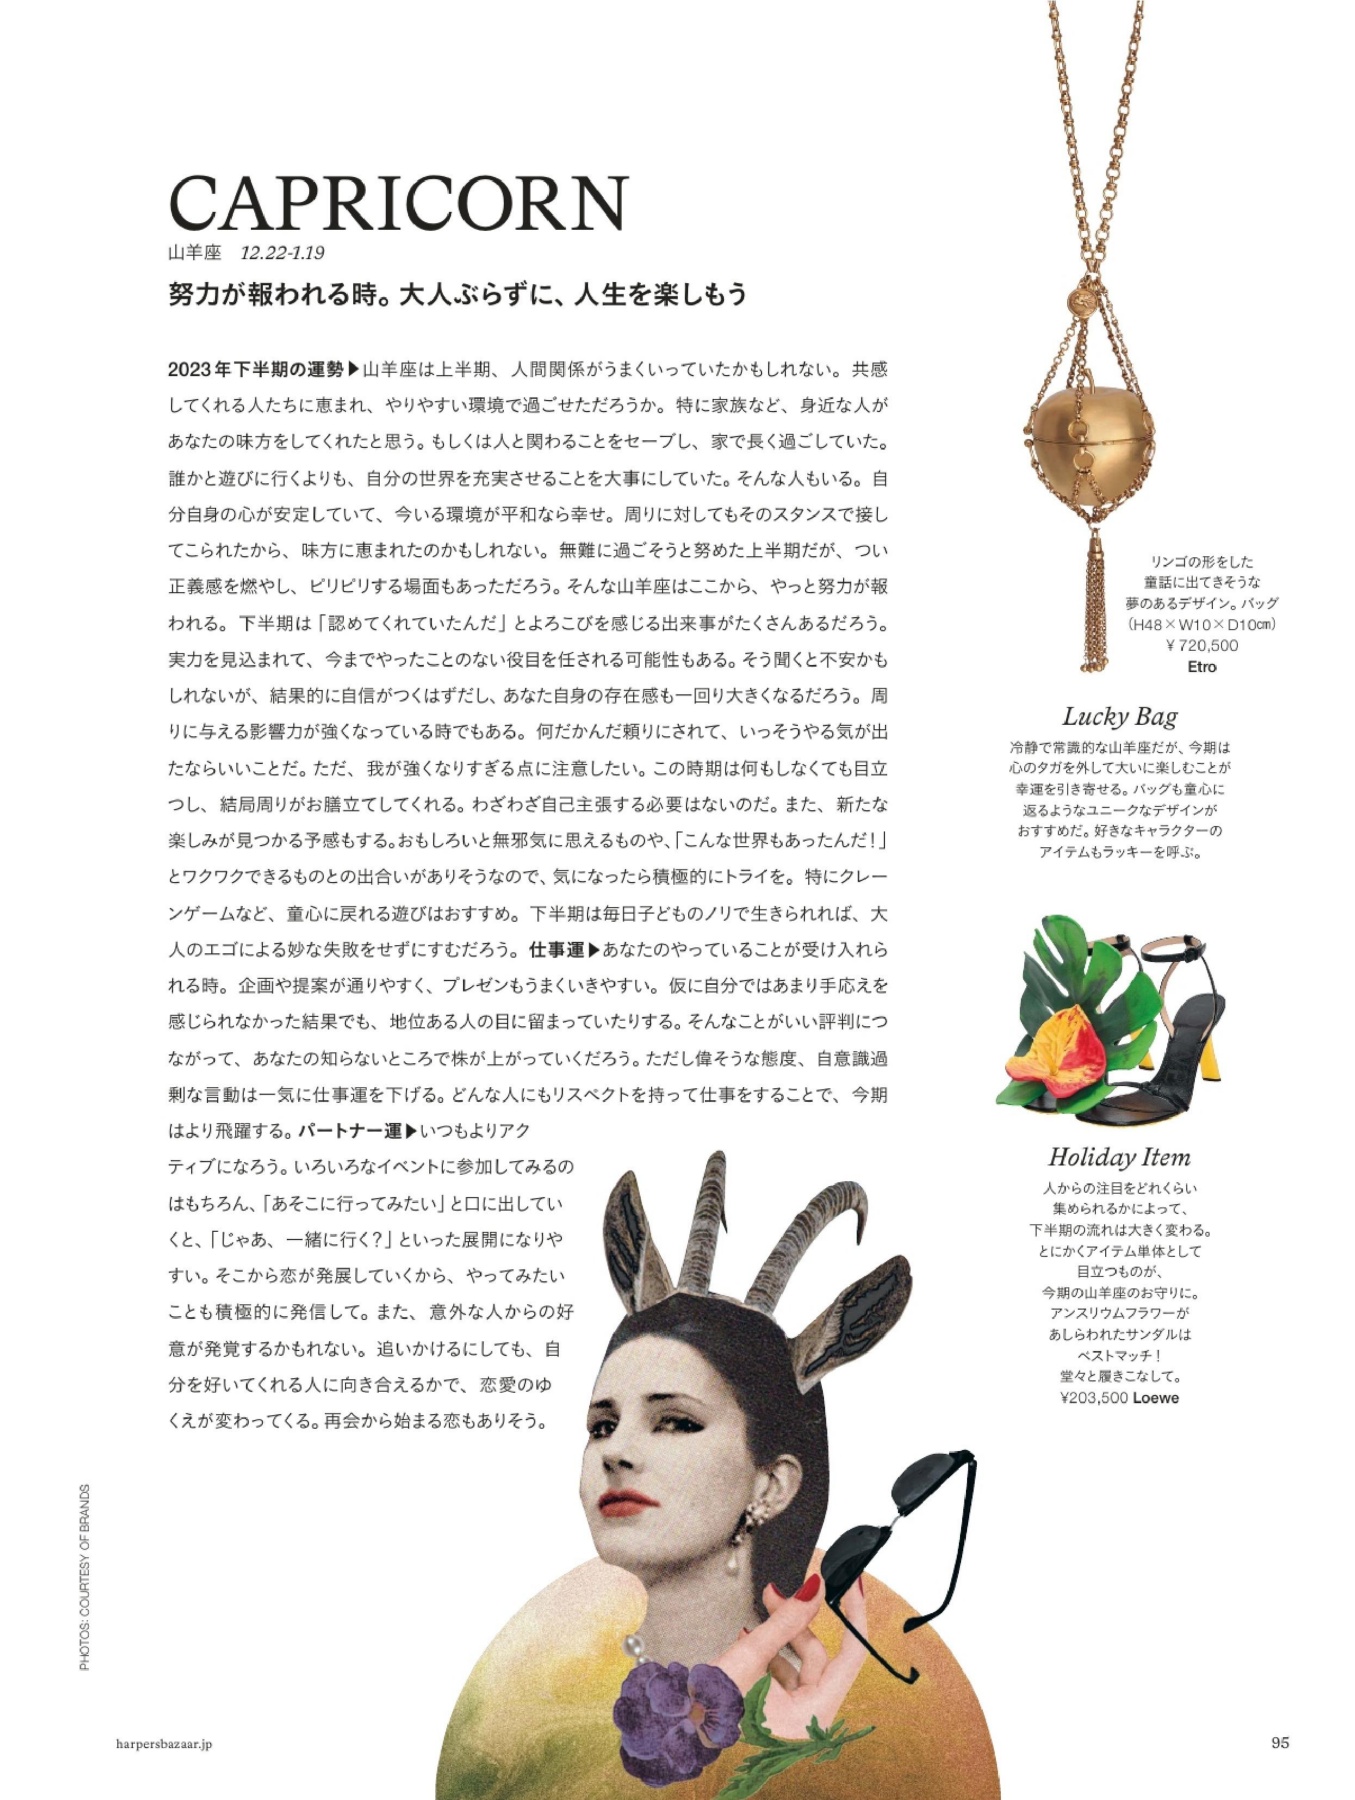 CAPRICORN
山羊座 12.22-1.19
努力が報われる時。大人ぶらずに、人生を楽しもう
2023年下半期の運勢▶山羊座は上半期、人間関係がうまくいっていたかもしれない。共感
してくれる人たちに恵まれ、やりやすい環境で過ごせただろうか。特に家族など、身近な人が
あなたの味方をしてくれたと思う。もしくは人と関わることをセーブし、家で長く過ごしていた。
誰かと遊びに行くよりも、自分の世界を充実させることを大事にしていた。そんな人もいる。自
分自身の心が安定していて、今いる環境が平和なら幸せ。周りに対してもそのスタンスで接し
てこられたから、味方に恵まれたのかもしれない。無難に過ごそうと努めた上半期だが、つい
正義感を燃やし、ピリピリする場面もあっただろう。そんな山羊座はここから、やっと努力が報
われる。下半期は「認めてくれていたんだ」とよろこびを感じる出来事がたくさんあるだろう。
実力を見込まれて、今までやったことのない役目を任される可能性もある。そう聞くと不安かも
しれないが、結果的に自信がつくはずだし、あなた自身の存在感も一回り大きくなるだろう。周
りに与える影響力が強くなっている時でもある。何だかんだ頼りにされて、いっそうやる気が出
たならいいことだ。ただ、我が強くなりすぎる点に注意したい。この時期は何もしなくても目立
つし、結局周りがお膳立てしてくれる。わざわざ自己主張する必要はないのだ。また、新たな
楽しみが見つかる予感もする。おもしろいと無邪気に思えるものや、「こんな世界もあったんだ！」
とワクワクできるものとの出合いがありそうなので、気になったら積極的にトライを。特にクレー
ンゲームなど、童心に戻れる遊びはおすすめ。下半期は毎日子どものノリで生きられれば、大
人のエゴによる妙な失敗をせずにすむだろう。仕事運▶あなたのやっていることが受け入れら
れる時。企画や提案が通りやすく、プレゼンもうまくいきやすい。仮に自分ではあまり手応えを
感じられなかった結果でも、地位ある人の目に留まっていたりする。そんなことがいい評判につ
ながって、あなたの知らないところで株が上がっていくだろう。ただし偉そうな態度、自意識過
剰な言動は一気に仕事運を下げる。どんな人にもリスペクトを持って仕事をすることで、今期
はより飛躍する。パートナー運▶いつもよりアク
ティブになろう。いろいろなイベントに参加してみるの
はもちろん、「あそこに行ってみたい」と口に出してい
くと、「じゃあ、一緒に行く？」といった展開になりや
すい。そこから恋が発展していくから、やってみたい
ことも積極的に発信して。また、意外な人からの好
意が発覚するかもれない。追いかけるにしても、自
分を好いてくれる人に向き合えるかで、恋愛のゆ
くえが変わってくる。再会から始まる恋もありそう。
リンゴの形をした
童話に出てきそうな
夢のあるデザイン。バッグ
（H48×W10×D10㎝）
¥720,500
Etro
Lucky Bag
冷静で常識的な山羊座だが、今期は
心のタガを外して大いに楽しむことが
幸運を引き寄せる。バッグも童心に
返るようなユニークなデザインが
おすすめだ。好きなキャラクターの
アイテムもラッキーを呼ぶ。
Holiday Item
人からの注目をどれくらい
集められるかによって、
下半期の流れは大きく変わる。
とにかくアイテム単体として
目立つものが、
今期の山羊座のお守りに。
アンスリウムフラワーが
あしらわれたサンダルは
ベストマッチ！
堂々と履きこなして。
¥203,500 Loewe
PHOTOS: COURTESY OF BRANDS
harpersbazaar.jp
95